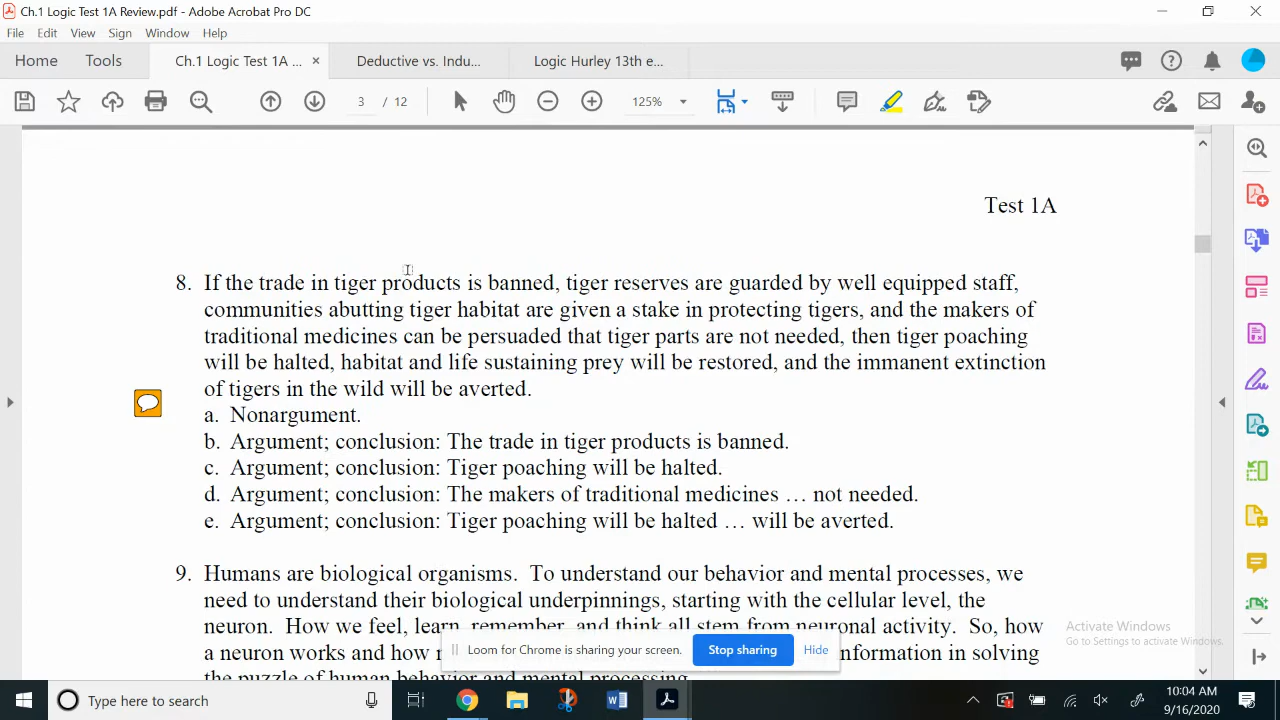 Ch.1 Logic Test 1A Review.pdf - Adobe Acrobat Pro DC
File Edit View Sign Window Help
Home Tools Ch.1 Logic Test 1A ... × Deductive vs. Indu... Logic Hurley 13th e...
3 / 12 125%
Test 1A
8. If the trade in tiger products is banned, tiger reserves are guarded by well equipped staff,
communities abutting tiger habitat are given a stake in protecting tigers, and the makers of
traditional medicines can be persuaded that tiger parts are not needed, then tiger poaching
will be halted, habitat and life sustaining prey will be restored, and the immanent extinction
of tigers in the wild will be averted.
a. Nonargument.
b. Argument; conclusion: The trade in tiger products is banned.
c. Argument; conclusion: Tiger poaching will be halted.
d. Argument; conclusion: The makers of traditional medicines … not needed.
e. Argument; conclusion: Tiger poaching will be halted … will be averted.
9. Humans are biological organisms. To understand our behavior and mental processes, we
need to understand their biological underpinnings, starting with the cellular level, the
neuron. How we feel, learn, remember, and think all stem from neuronal activity. So, how
a neuron works and how information in solving
the puzzle of human behavior and mental processing.
Activate Windows
Go to Settings to activate Windows.
Loom for Chrome is sharing your screen. Stop sharing Hide
Type here to search
10:04 AM
9/16/2020